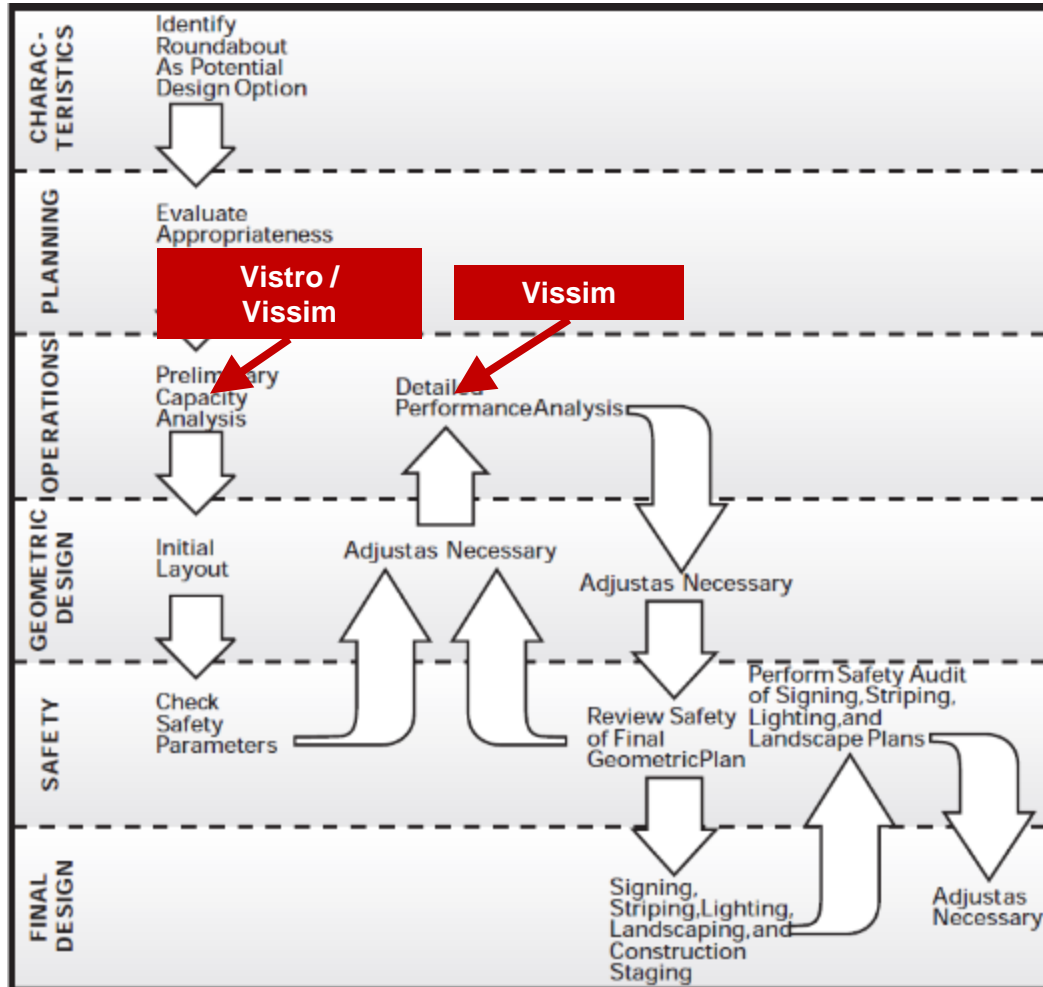 CHARAC-
TERISTICS
Identify
Roundabout
As Potential
Design Option
PLANNING
Evaluate
Appropriateness
Vistro /
Vissim
Vissim
OPERATIONS
Preliminary
Capacity
Analysis
Detailed
PerformanceAnalysis
GEOMETRIC
DESIGN
Initial
Layout
Adjustas Necessary
Adjustas Necessary
SAFETY
Check
Safety
Parameters
Review Safety
of Final
GeometricPlan
Perform Safety Audit
of Signing,Striping,
Lighting,and
Landscape Plans
FINAL
DESIGN
Signing,
Striping,Lighting,
Landscaping,and
Construction
Staging
Adjustas
Necessary